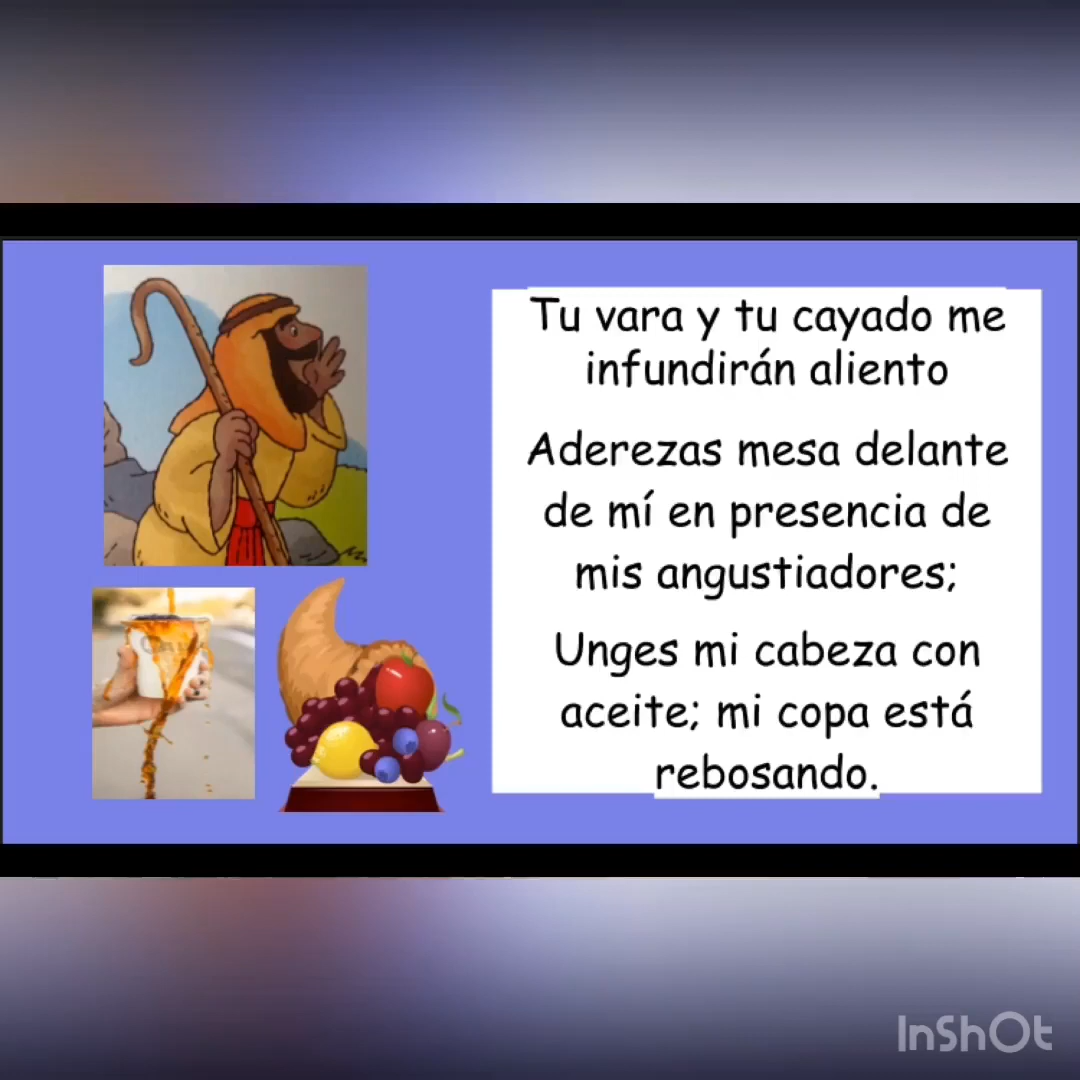 Tu vara y tu cayado me
infundirán aliento
Aderezas mesa delante
de mí en presencia de
mis angustiadores;
Unges mi cabeza con
aceite; mi copa está
rebosando.
InShOt